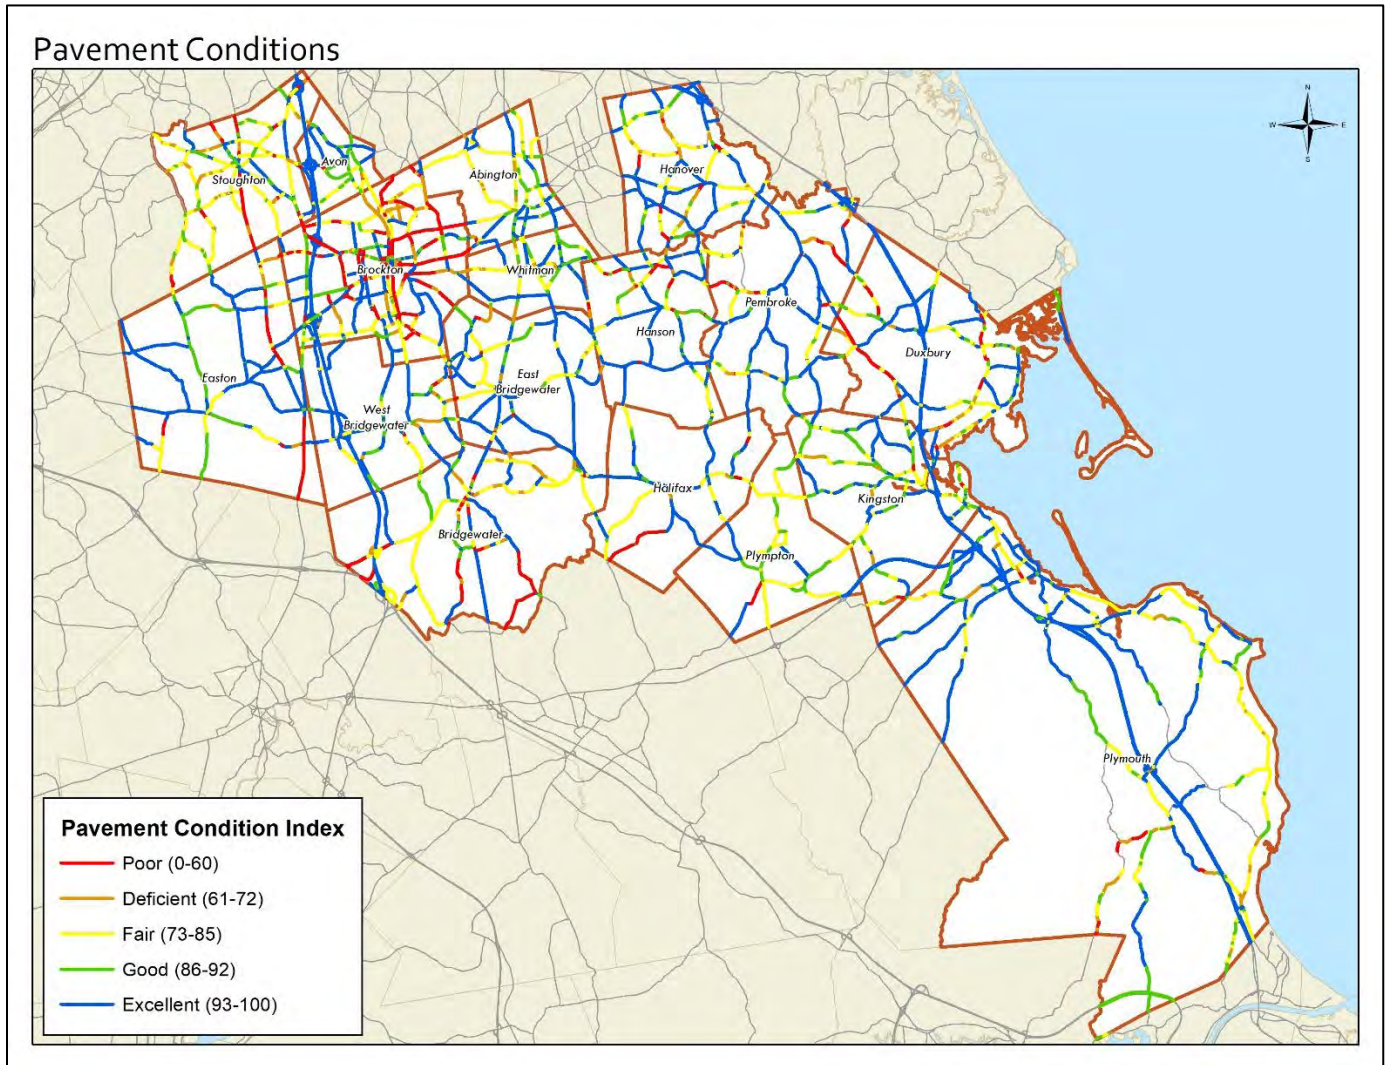 Pavement Conditions
N
W
E
S
Avon
Stoughton
Abington
Hanover
Brockton
Whitman
Pembroke
Hanson
Duxbury
Easton
East
Bridgewater
West
Bridgewater
Halifax
Kingston
Bridgewater
Plympton
Plymouth
Pavement Condition Index
Poor (0-60)
Deficient (61-72)
Fair (73-85)
Good (86-92)
Excellent (93-100)